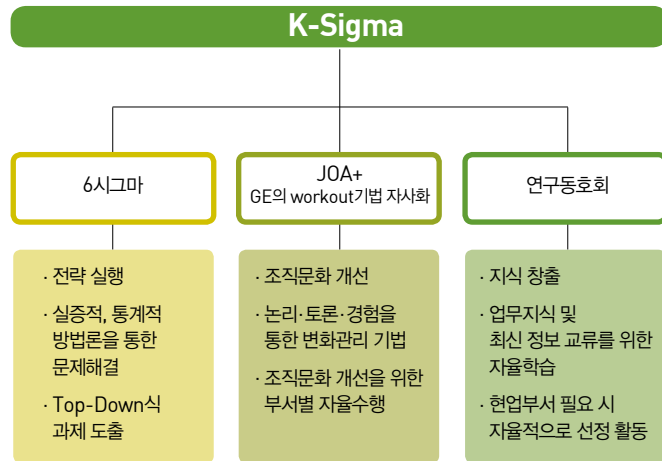 K-Sigma
6시그마
JOA+
GE의 workout기법 자사화
연구동호회
· 전략 실행
· 실증적, 통계적
방법론을 통한
문제해결
· Top-Down식
과제 도출
· 조직문화 개선
· 논리·토론·경험을
통한 변화관리 기법
· 조직문화 개선을 위한
부서별 자율수행
· 지식 창출
· 업무지식 및
최신 정보 교류를 위한
자율학습
· 현업부서 필요 시
자율적으로 선정 활동